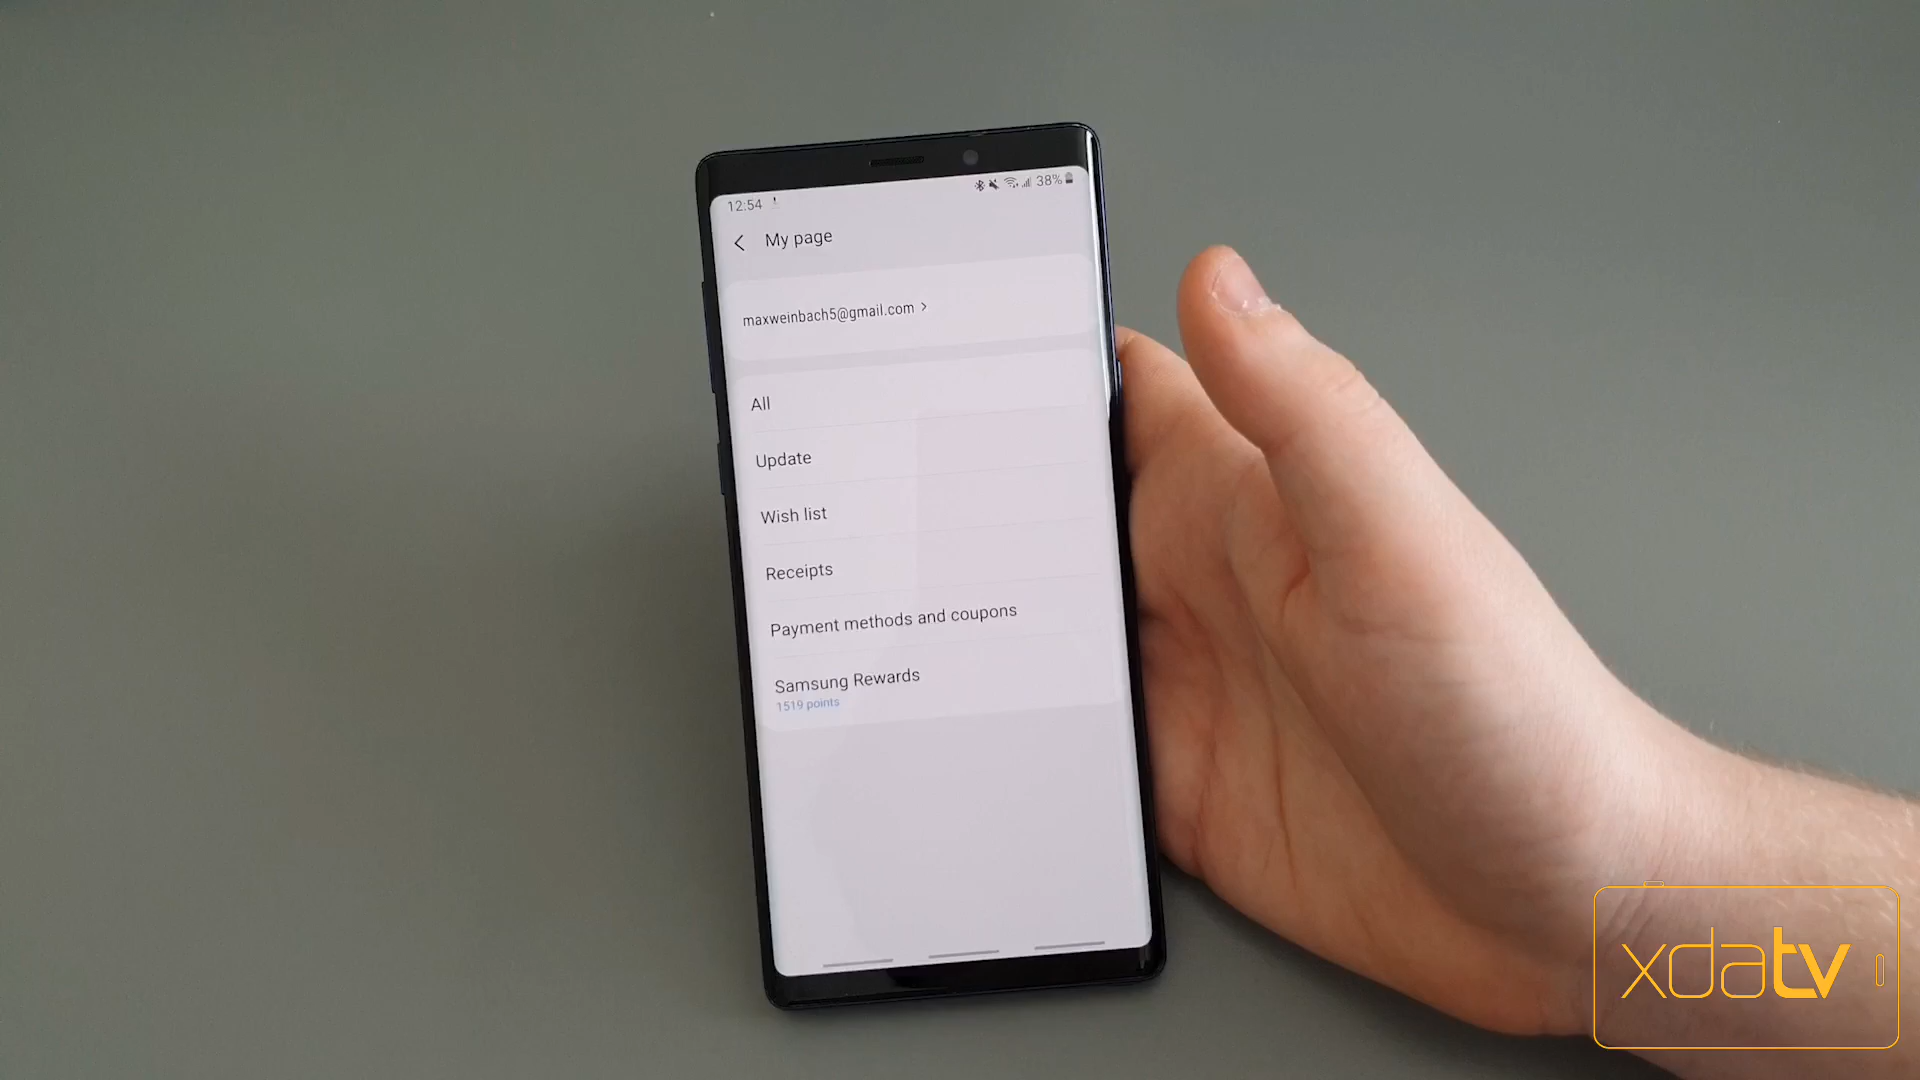 12:54
38%
My page
maxweinbach5@gmail.com >
All
Update
Wish list
Receipts
Payment methods and coupons
Samsung Rewards
1519 points
xdatv